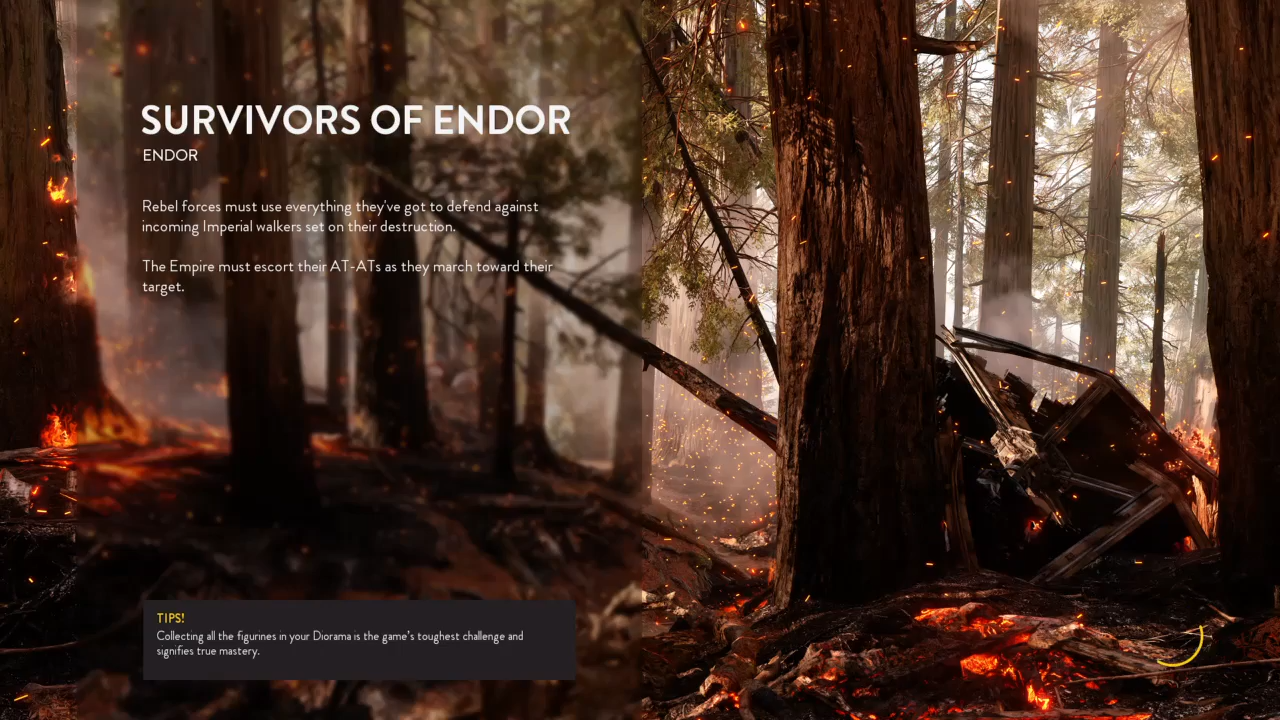 SURVIVORS OF ENDOR
ENDOR
Rebel forces must use everything they've got to defend against
incoming Imperial walkers set on their destruction.
The Empire must escort their AT-ATs as they march toward their
target.
TIPS!
Collecting all the figurines in your Diorama is the game's toughest challenge and
signifies true mastery.